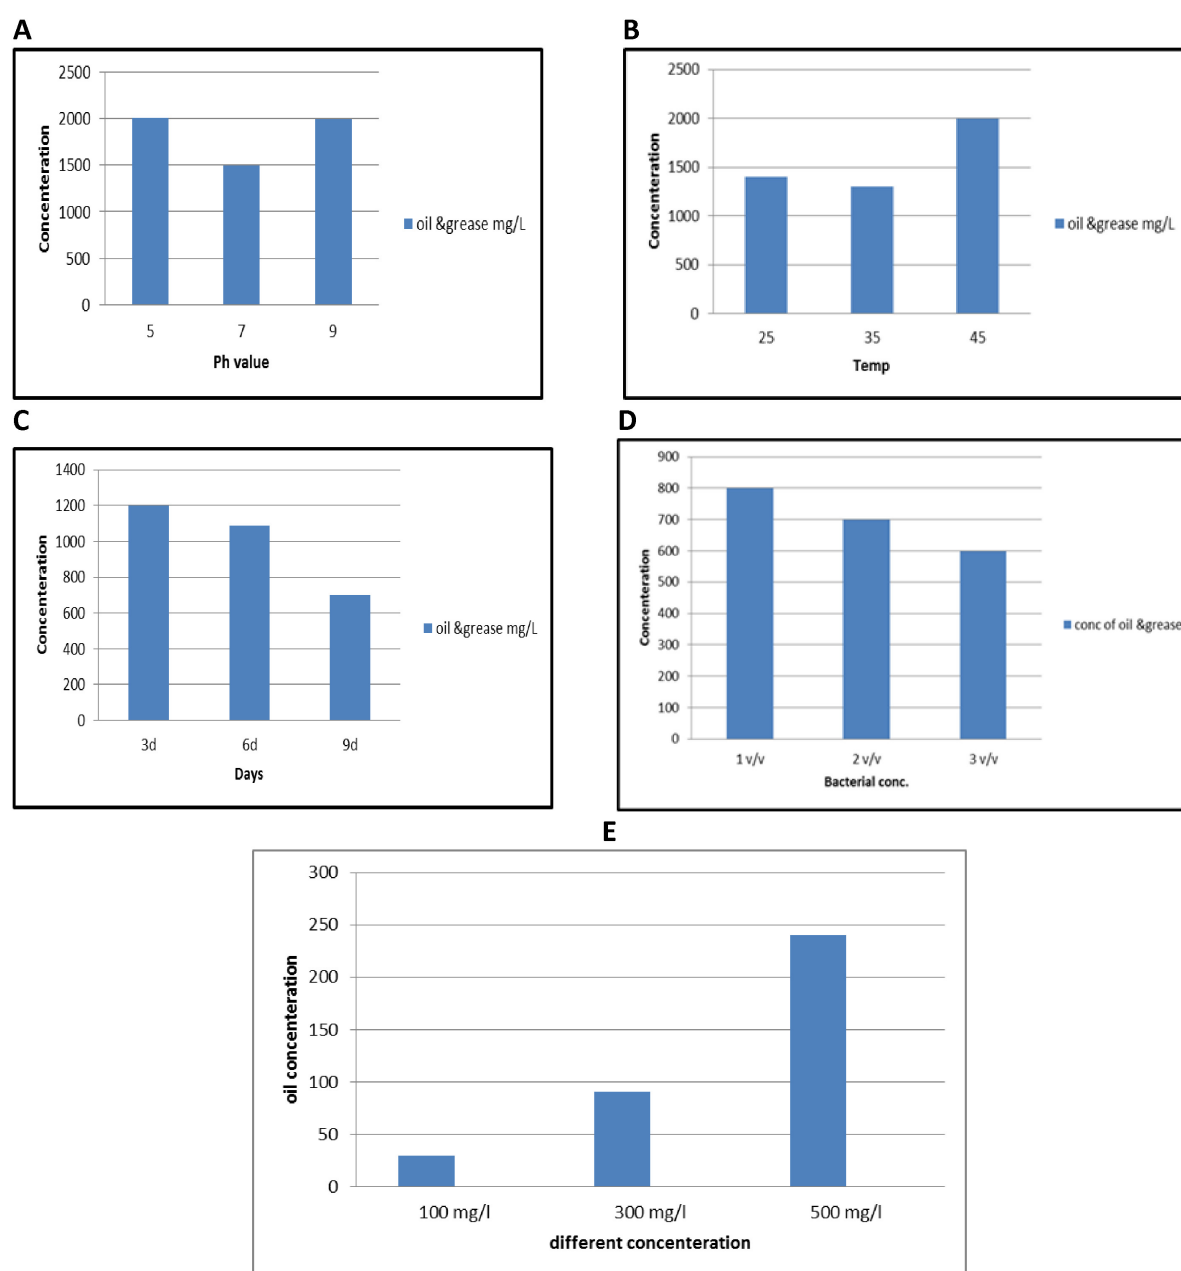 A
2500
2000
1500
1000
500
0
Concenteration
5 7 9
Ph value
oil &grease mg/L
B
2500
2000
1500
1000
500
0
Concenteration
25 35 45
Temp
oil &grease mg/L
C
1400
1200
1000
800
600
400
200
0
Concenteration
3d 6d 9d
Days
oil &grease mg/L
D
900
800
700
600
500
400
300
200
100
0
Concenteration
1 v/v 2 v/v 3 v/v
Bacterial conc.
conc of oil &grease
E
300
250
200
150
100
50
0
oil concenteration
100 mg/l 300 mg/l 500 mg/l
different concenteration